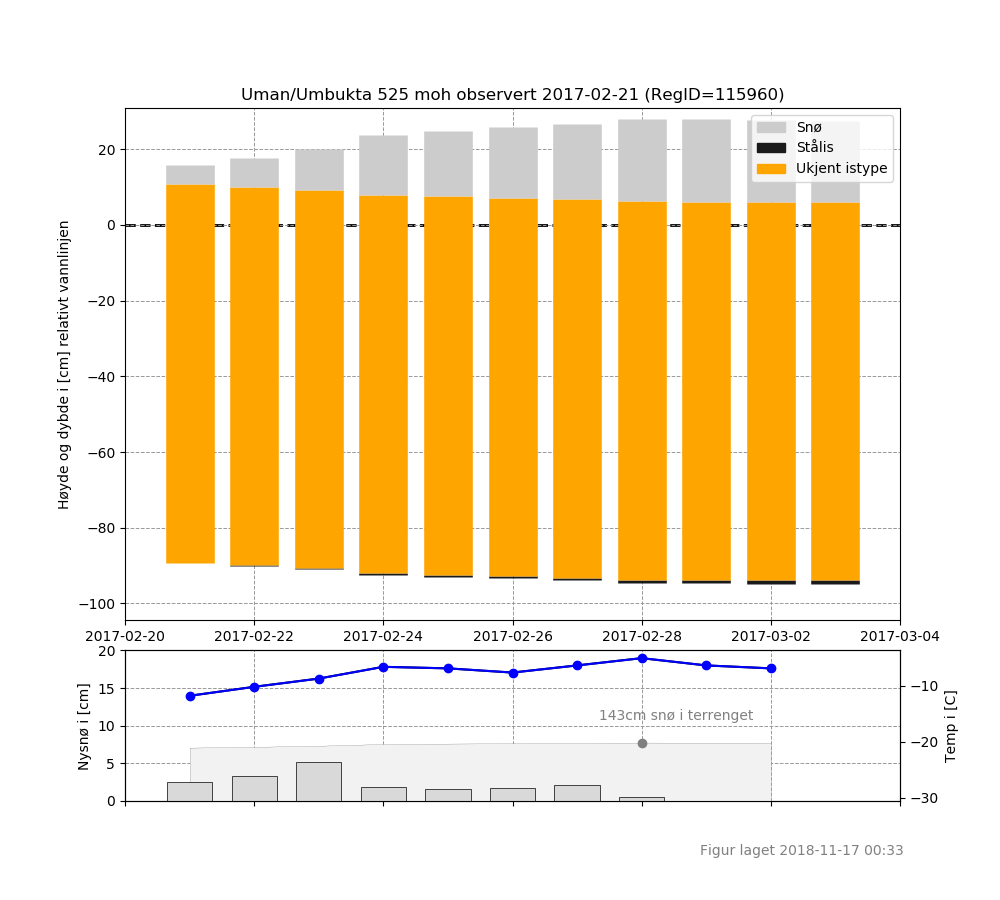 Uman/Umbukta 525 moh observert 2017-02-21 (RegID=115960)
Snø
Stålis
Ukjent istype
Høyde og dybde i [cm] relativt vannlinjen
20
0
−20
−40
−60
−80
−100
2017-02-20 2017-02-22 2017-02-24 2017-02-26 2017-02-28 2017-03-02 2017-03-04
Nysnø i [cm]
20
15
10
5
0
143cm snø i terrenget
−10
−20
−30
Temp i [C]
Figur laget 2018-11-17 00:33